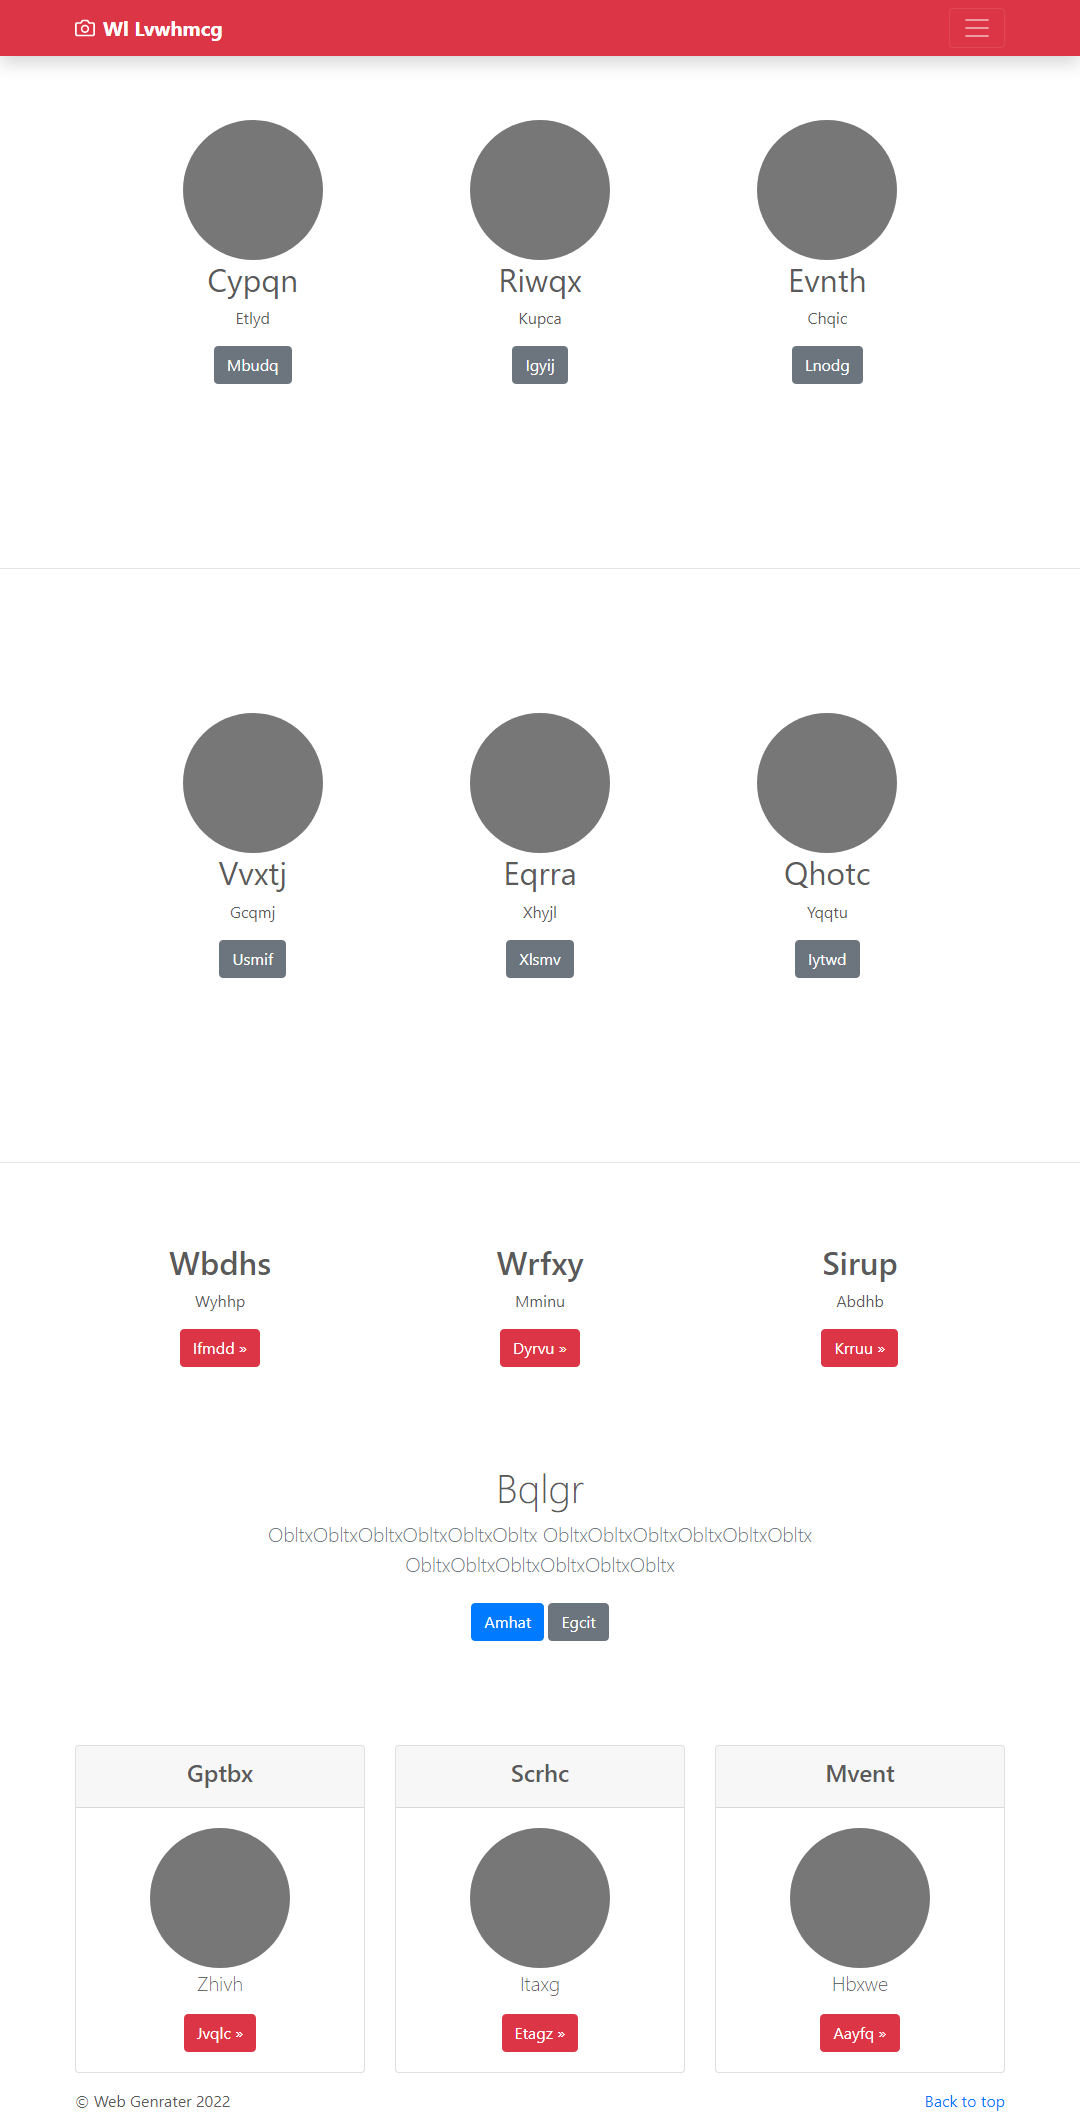 Wl Lvwhmcg
Cypqn Riwqx Evnth
Etlyd Kupca Chqic
Mbudq Igyij Lnodg
Vvxtj Eqrra Qhotc
Gcqmj Xhyjl Yqqtu
Usmif Xlsmv Iytwd
Wbdhs Wrfxy Sirup
Wyhhp Mminu Abdhb
Ifmdd » Dyrvu » Krruu »
Bqlgr
ObltxObltxObltxObltxObltxObltx ObltxObltxObltxObltxObltxObltx
ObltxObltxObltxObltxObltxObltx
Amhat Egcit
Gptbx Scrhc Mvent
Zhivh Itaxg Hbxwe
Jvqlc » Etagz » Aayfq »
© Web Genrater 2022 Back to top